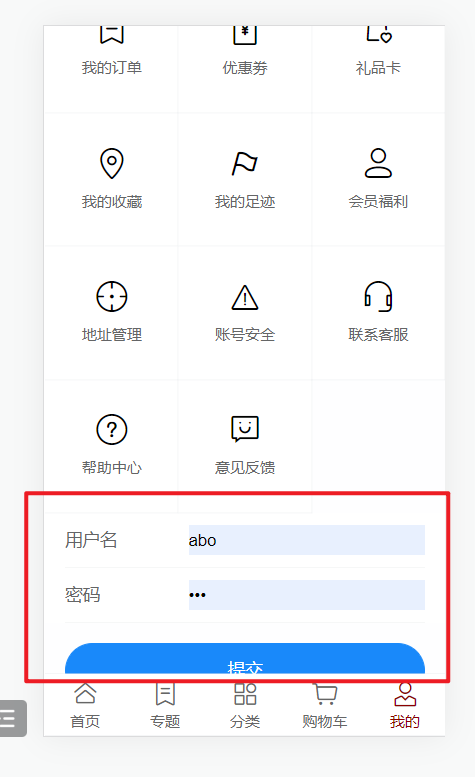 我的订单 优惠劵 礼品卡
我的收藏 我的足迹 会员福利
地址管理 账号安全 联系客服
帮助中心 意见反馈
用户名 abo
密码 •••
提交
首页 专题 分类 购物车 我的